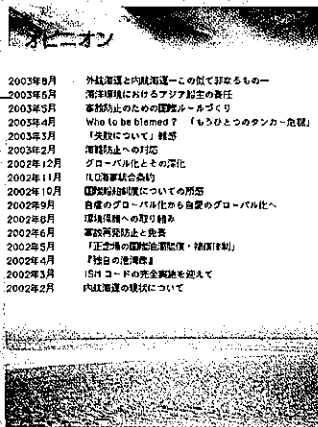 オピニオン
2003年8月 外航海運と内航海運ーこの似て非なるものー
2003年6月 海洋環境におけるアジア船主の責任
2003年5月 事故防止のための国際ルールづくり
2003年4月 Who to be blamed? 「もうひとつのタンカー危機」
2003年3月 「失敗について」雑感
2003年2月 海賊防止への対応
2002年12月 グローバル化とその深化
2002年11月 ILO海事統合条約
2002年10月 国際船舶制度についての所感
2002年9月 自虐のグローバル化から自愛のグローバル化へ
2002年8月 環境保護への取り組み
2002年6月 事故再発防止と免責
2002年5月 「正念場の国際油濁賠償・補償体制」
2002年4月 『独自の港湾像』
2002年3月 ISMコードの完全実施を迎えて
2002年2月 内航海運の現状について